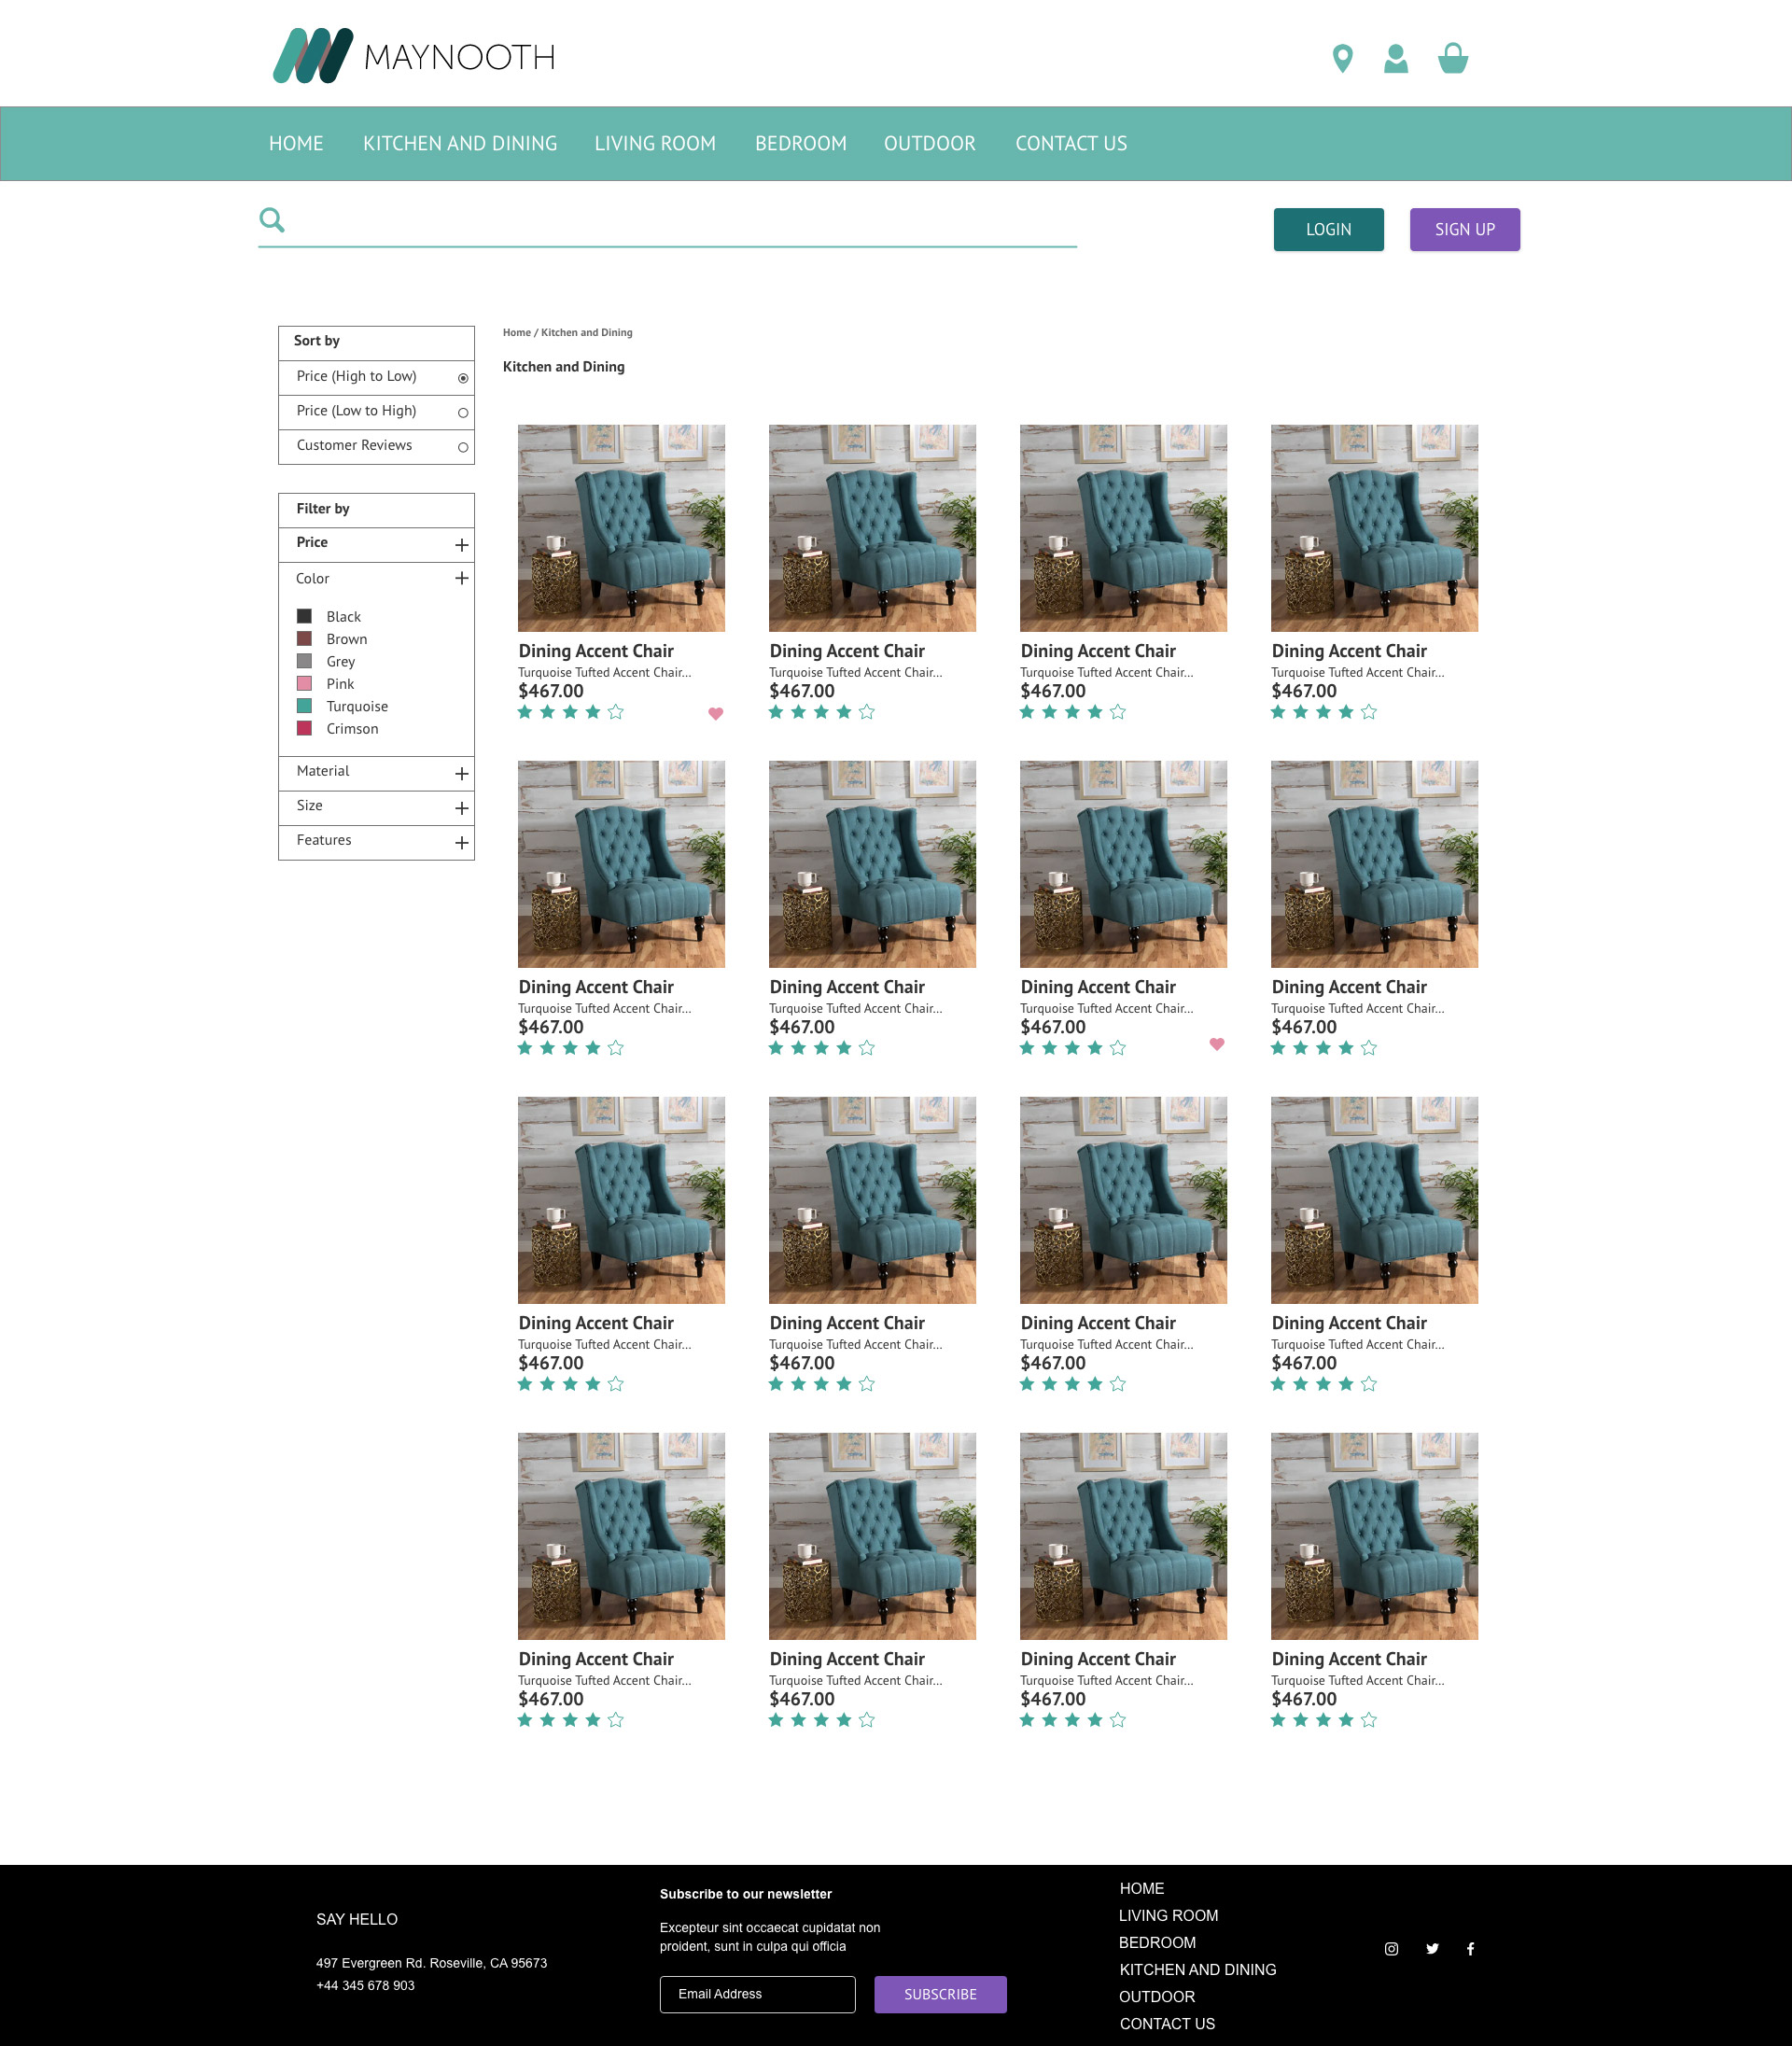 MAYNOOTH
HOME KITCHEN AND DINING LIVING ROOM BEDROOM OUTDOOR CONTACT US
LOGIN SIGN UP
Sort by
Price (High to Low)
Price (Low to High)
Customer Reviews
Filter by
Price
Color
Black
Brown
Grey
Pink
Turquoise
Crimson
Material
Size
Features
Home / Kitchen and Dining
Kitchen and Dining
Dining Accent Chair Dining Accent Chair Dining Accent Chair Dining Accent Chair
Turquoise Tufted Accent Chair... Turquoise Tufted Accent Chair... Turquoise Tufted Accent Chair... Turquoise Tufted Accent Chair...
$467.00 $467.00 $467.00 $467.00
Dining Accent Chair Dining Accent Chair Dining Accent Chair Dining Accent Chair
Turquoise Tufted Accent Chair... Turquoise Tufted Accent Chair... Turquoise Tufted Accent Chair... Turquoise Tufted Accent Chair...
$467.00 $467.00 $467.00 $467.00
Dining Accent Chair Dining Accent Chair Dining Accent Chair Dining Accent Chair
Turquoise Tufted Accent Chair... Turquoise Tufted Accent Chair... Turquoise Tufted Accent Chair... Turquoise Tufted Accent Chair...
$467.00 $467.00 $467.00 $467.00
Dining Accent Chair Dining Accent Chair Dining Accent Chair Dining Accent Chair
Turquoise Tufted Accent Chair... Turquoise Tufted Accent Chair... Turquoise Tufted Accent Chair... Turquoise Tufted Accent Chair...
$467.00 $467.00 $467.00 $467.00
SAY HELLO
497 Evergreen Rd. Roseville, CA 95673
+44 345 678 903
Subscribe to our newsletter
Excepteur sint occaecat cupidatat non
proident, sunt in culpa qui officia
Email Address SUBSCRIBE
HOME
LIVING ROOM
BEDROOM
KITCHEN AND DINING
OUTDOOR
CONTACT US